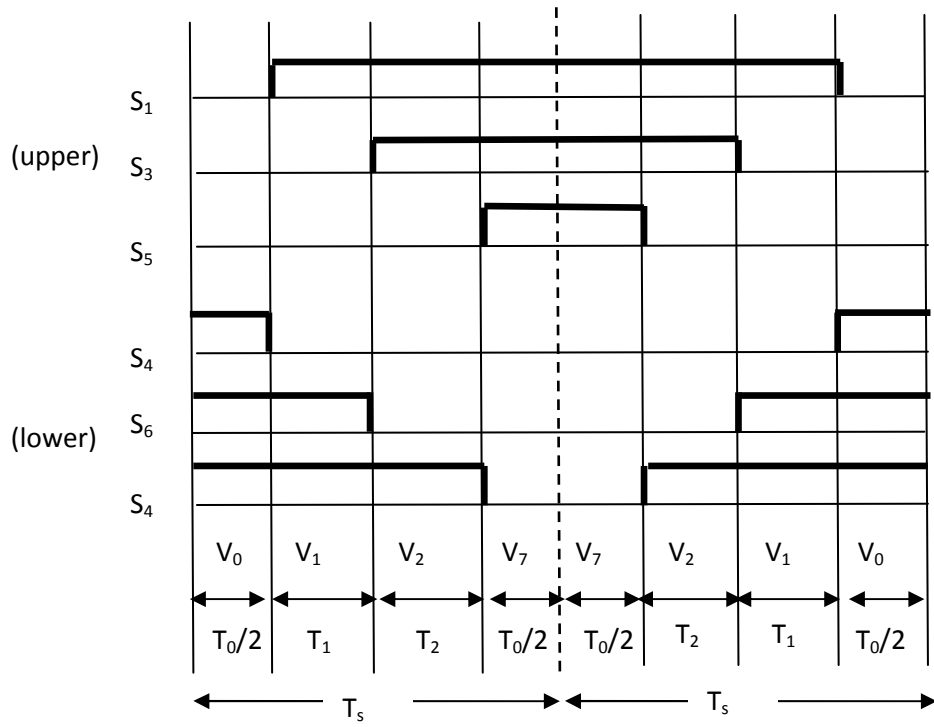 S₁
(upper)
S₃
S₅
S₄
(lower)
S₆
S₄
V₀ V₁ V₂ V₇ V₇ V₂ V₁ V₀
T₀/2 T₁ T₂ T₀/2 T₀/2 T₂ T₁ T₀/2
Tₛ Tₛ